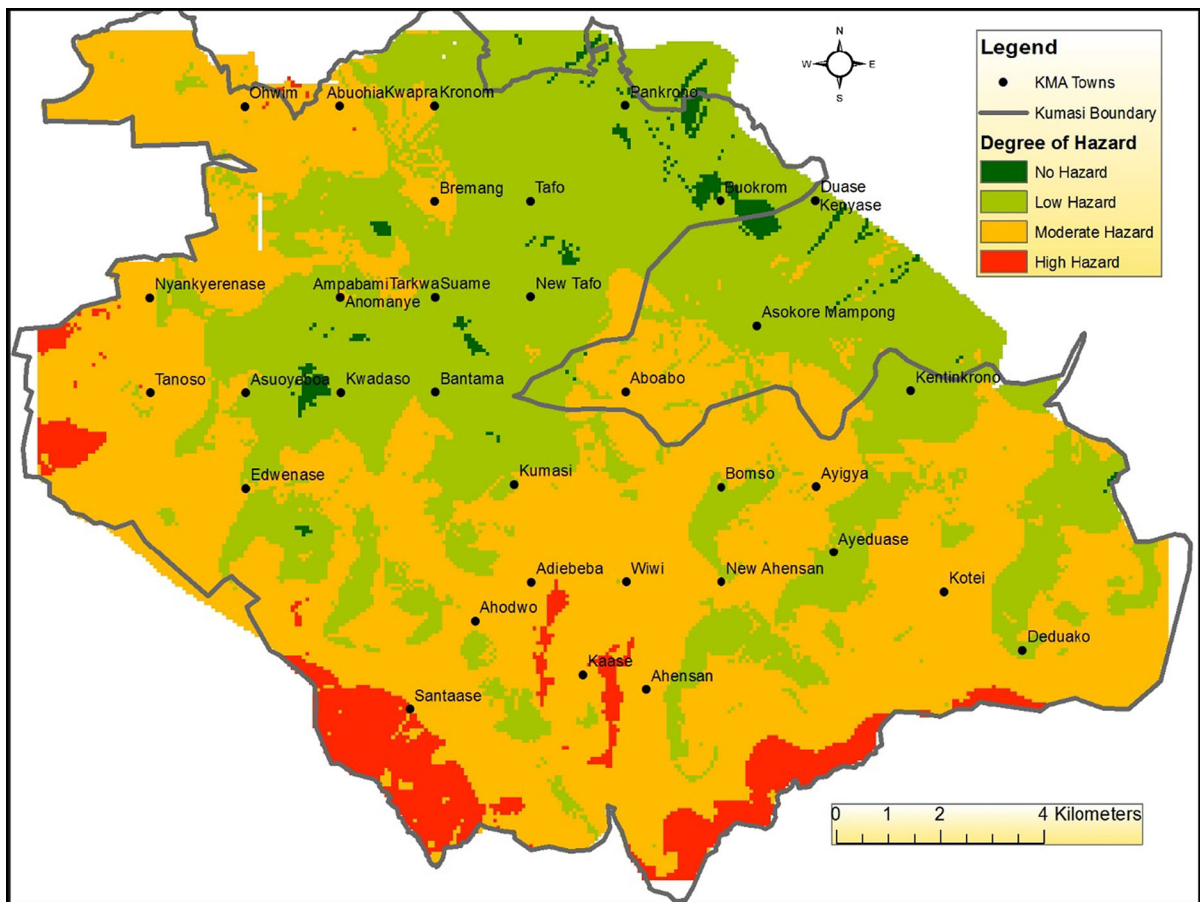 N
W E
S
Legend
KMA Towns
Kumasi Boundary
Degree of Hazard
No Hazard
Low Hazard
Moderate Hazard
High Hazard
Ohwim
Abuohia
Kwapra
Kronom
Pankrono
Bremang
Tafo
Buokrom
Duase
Kenyase
Nyankyerenase
Ampabami
Tarkwa
Suame
New Tafo
Anomanye
Asokore Mampong
Tanoso
Asuoyeboa
Kwadaso
Bantama
Aboabo
Kentinkrono
Edwenase
Kumasi
Bomso
Ayigya
Ayeduase
Adiebeba
Wiwi
New Ahensan
Kotei
Ahodwo
Deduako
Kaase
Ahensan
Santaase
0 2 4 Kilometers